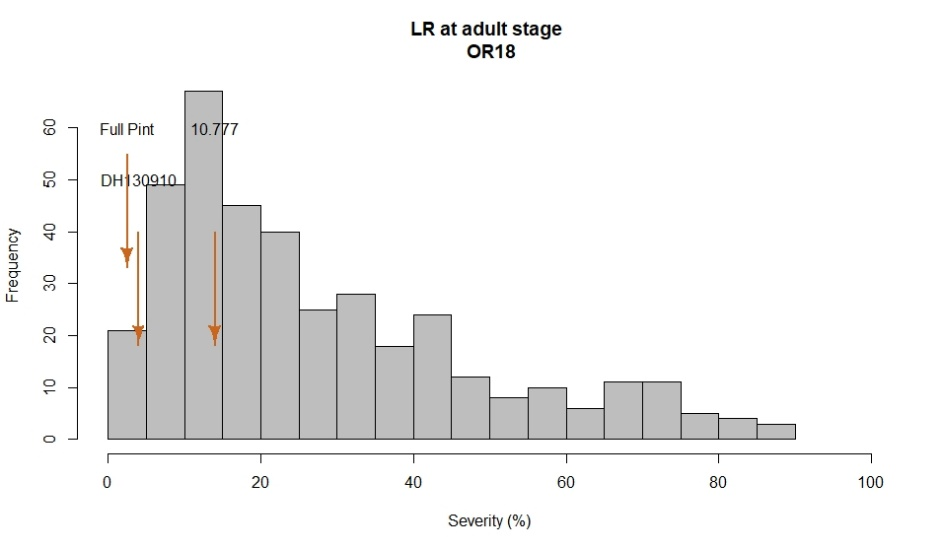 LR at adult stage
OR18
Full Pint
10.777
DH130910
Frequency
0
10
20
30
40
50
60
0
20
40
60
80
100
Severity (%)